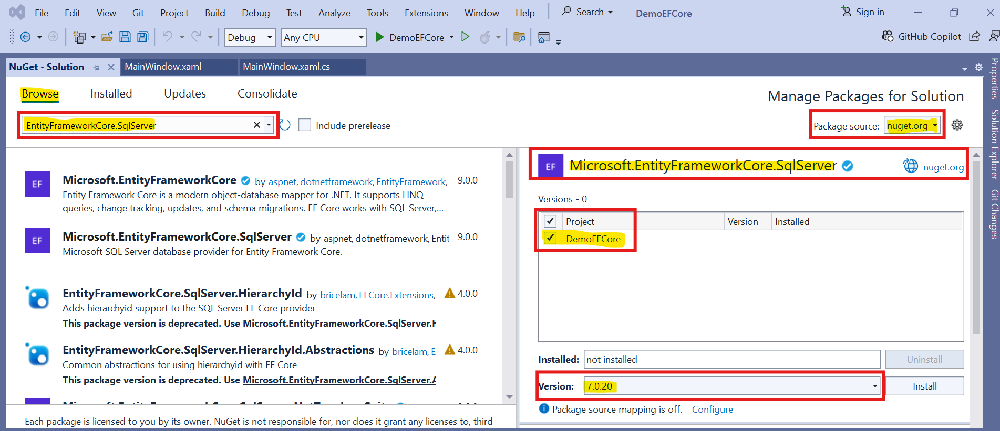 File Edit View Git Project Build Debug Test Analyze Tools Extensions Window Help Search DemoEFCore Sign in
Debug Any CPU DemoEFCore GitHub Copilot
NuGet - Solution MainWindow.xaml MainWindow.xaml.cs
Browse Installed Updates Consolidate
Manage Packages for Solution
EntityFrameworkCore.SqlServer Include prerelease
Package source: nuget.org
EF Microsoft.EntityFrameworkCore by aspnet, dotnetframework, EntityFramework, 9.0.0
Entity Framework Core is a modern object-database mapper for .NET. It supports LINQ
queries, change tracking, updates, and schema migrations. EF Core works with SQL Server,...
EF Microsoft.EntityFrameworkCore.SqlServer by aspnet, dotnetframework, Entit 9.0.0
Microsoft SQL Server database provider for Entity Framework Core.
EntityFrameworkCore.SqlServer.HierarchyId by bricelam, EFCore.Extensions, 4.0.0
Adds hierarchyid support to the SQL Server EF Core provider
This package version is deprecated. Use Microsoft.EntityFrameworkCore.SqlServer.H
EntityFrameworkCore.SqlServer.HierarchyId.Abstractions by bricelam, E 4.0.0
Common abstractions for using hierarchyid with EF Core
This package version is deprecated. Use Microsoft.EntityFrameworkCore.SqlServer.A
Each package is licensed to you by its owner. NuGet is not responsible for, nor does it grant any licenses to, third-
EF Microsoft.EntityFrameworkCore.SqlServer nuget.org
Versions - 0
Project Version Installed
DemoEFCore
Installed: not installed Uninstall
Version: 7.0.20 Install
Package source mapping is off. Configure
Properties
Solution Explorer
Git Changes